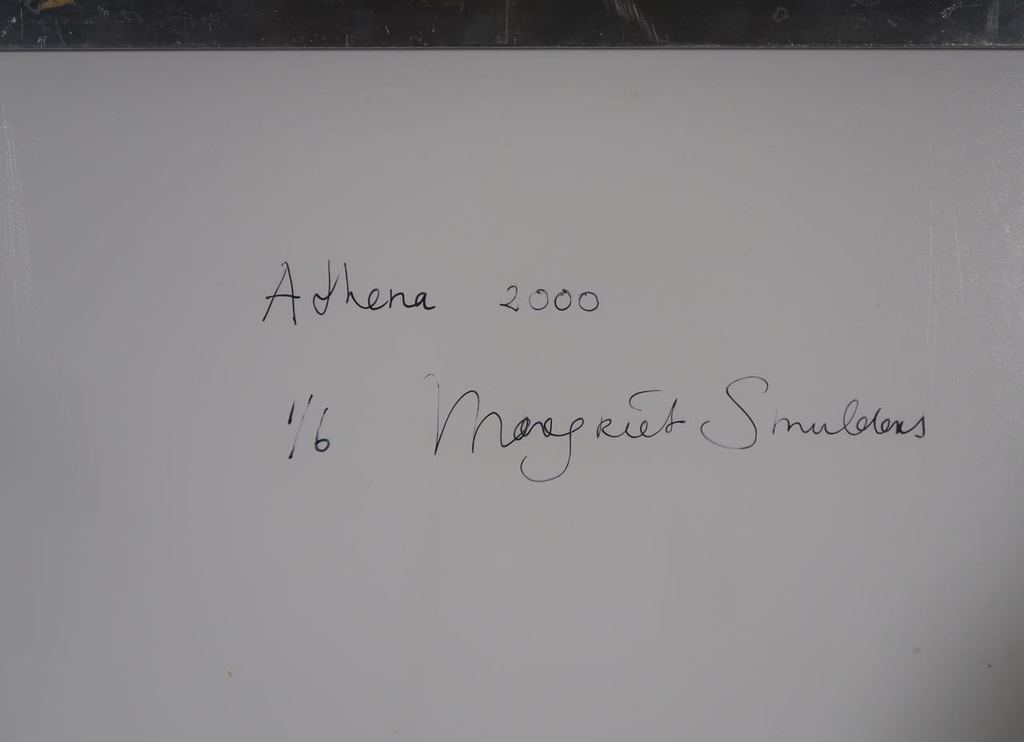 Athena 2000
1/6 Margriet Smulders